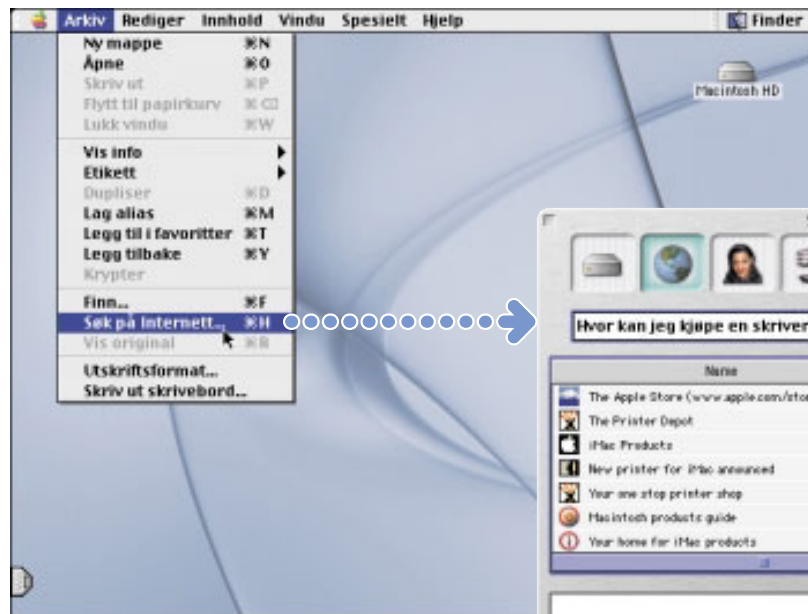 Arkiv Rediger Innhold Vindu Spesielt Hjelp Finder
Ny mappe ⌘N
Åpne ⌘O
Skriv ut ⌘P
Flytt til papirkurv ⌘⌫
Lukk vindu ⌘W
Vis info
Etikett
Dupliser ⌘D
Lag alias ⌘M
Legg til i favoritter ⌘T
Legg tilbake ⌘Y
Krypter
Finn... ⌘F
Søk på Internett... ⌘H
Vis original ⌘R
Utskriftsformat...
Skriv ut skrivebord...
Macintosh HD
Hvor kan jeg kjøpe en skriver
Name
The Apple Store (www.apple.com/stor
The Printer Depot
iMac Products
New printer for iMac announced
Your one stop printer shop
Macintosh products guide
Your home for iMac products